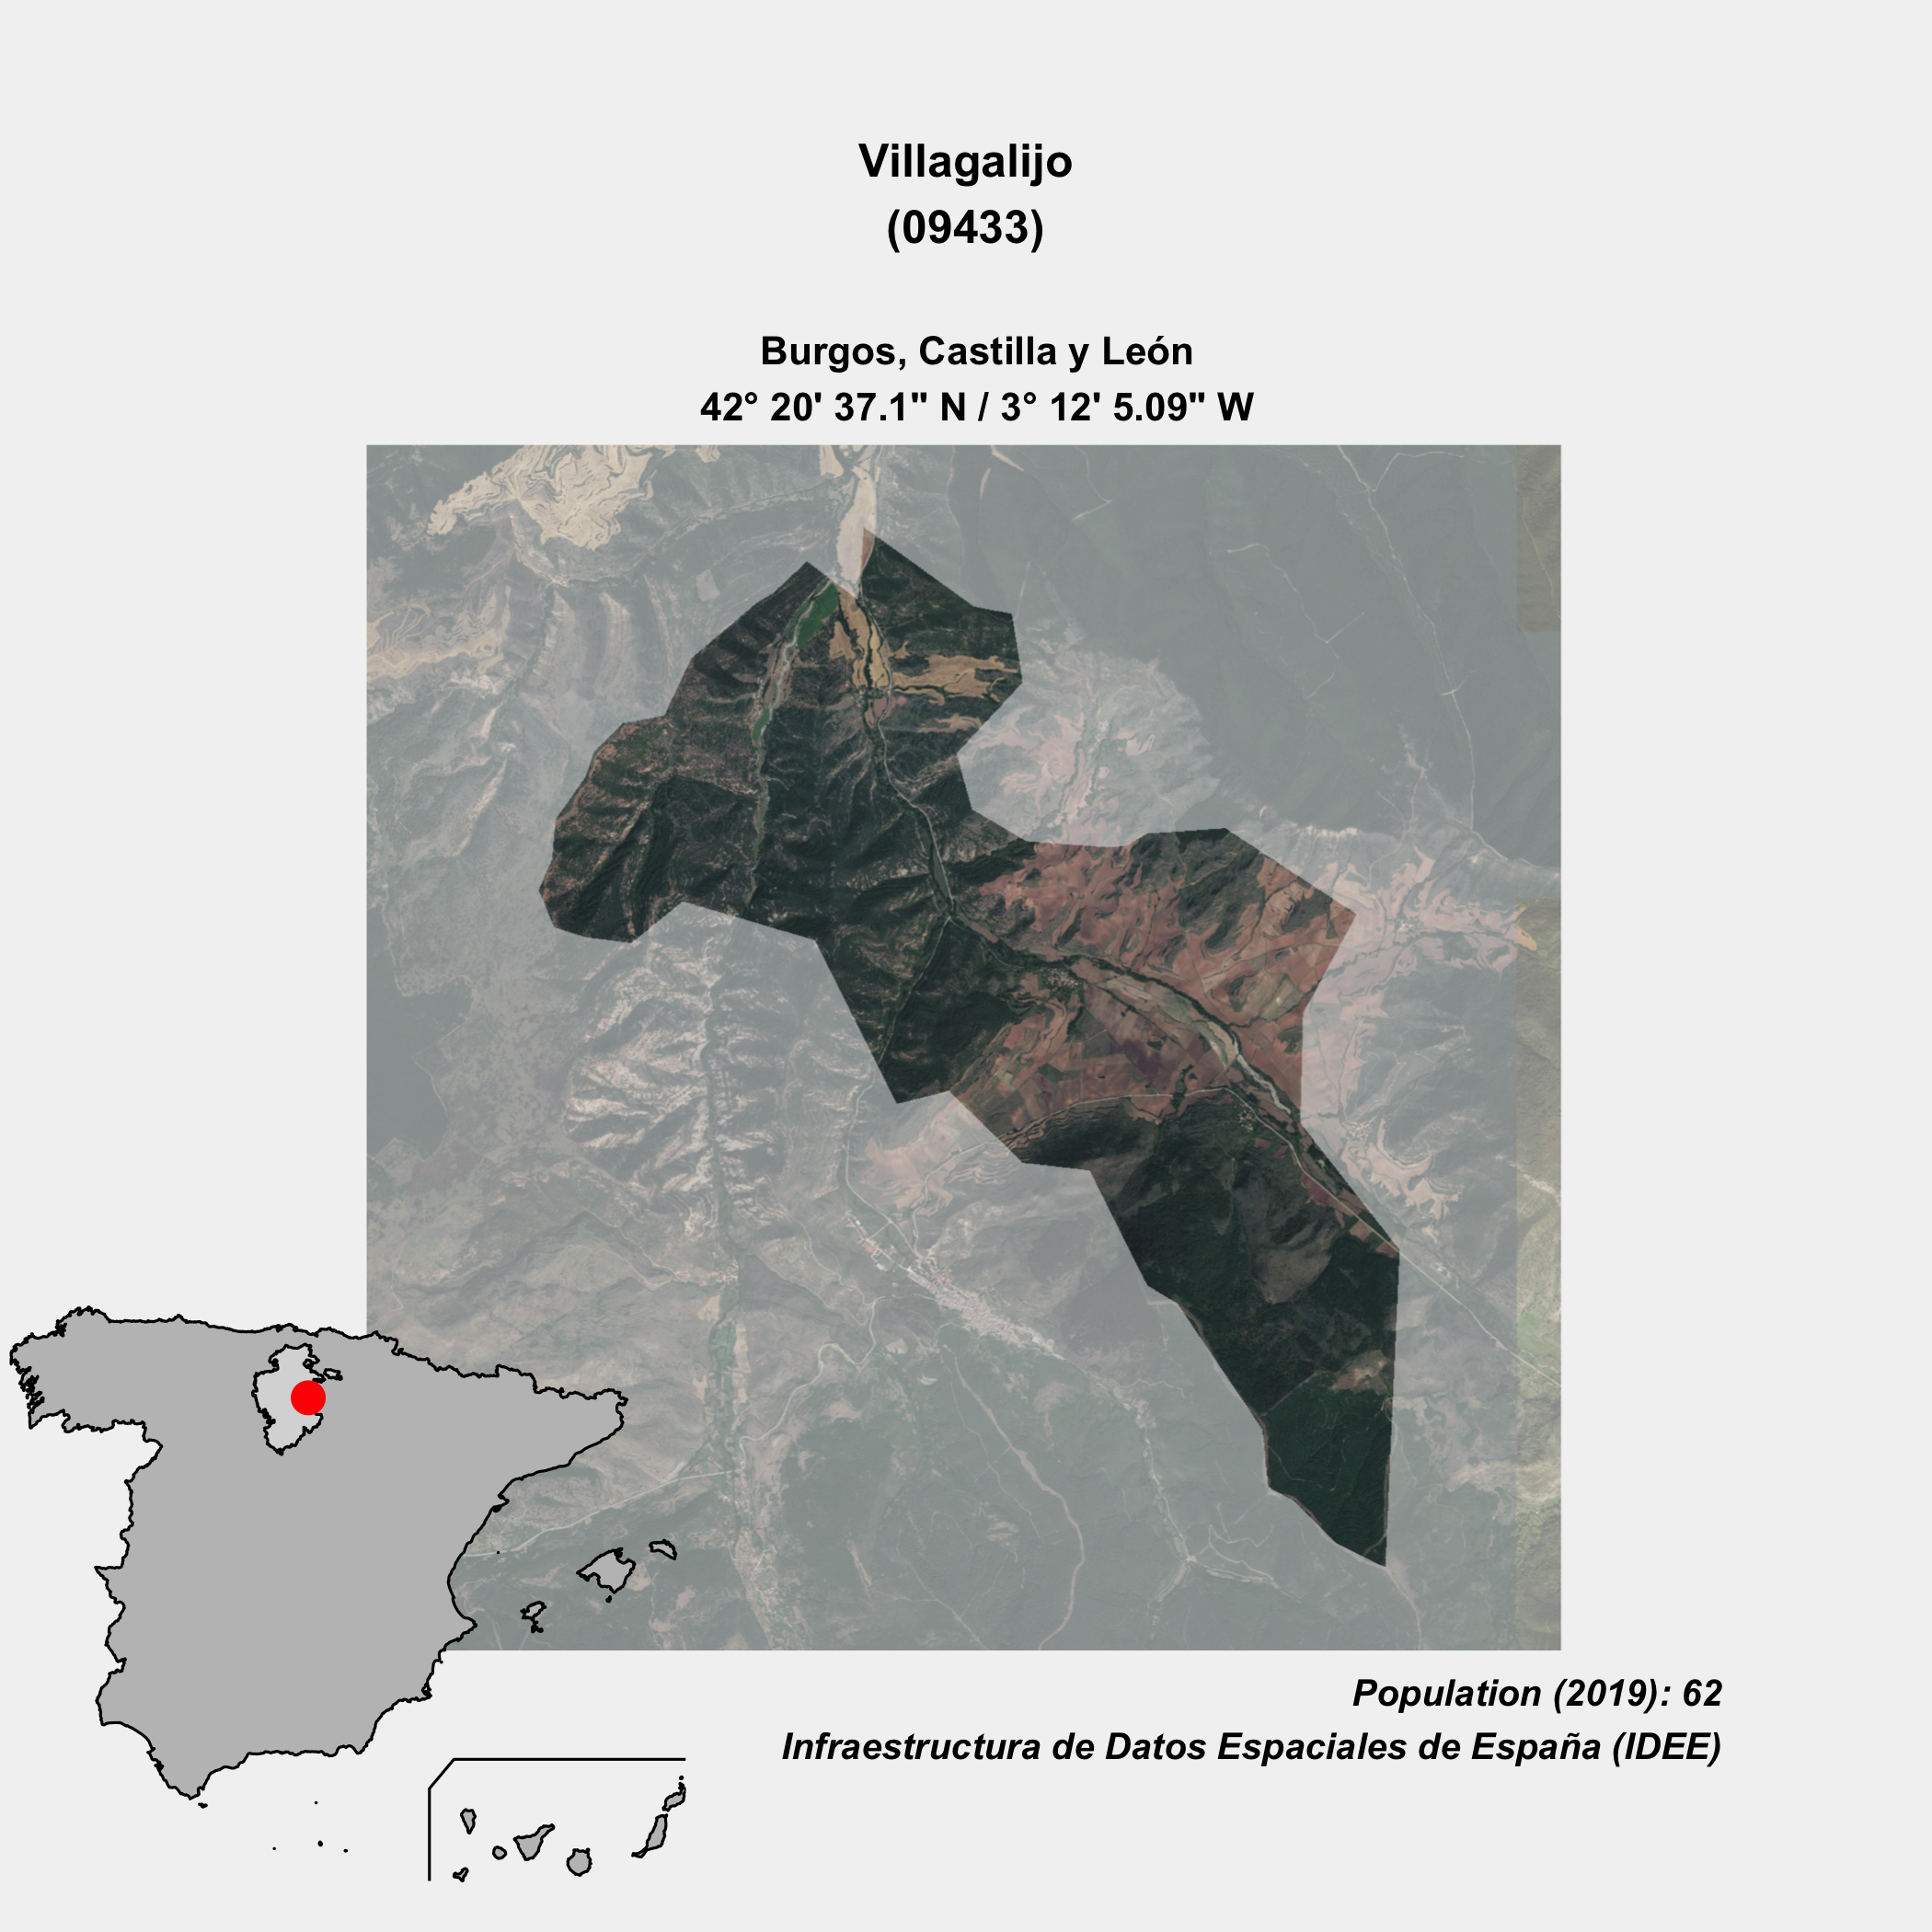 Villagalijo
(09433)
Burgos, Castilla y León
42° 20' 37.1" N / 3° 12' 5.09" W
Population (2019): 62
Infraestructura de Datos Espaciales de España (IDEE)